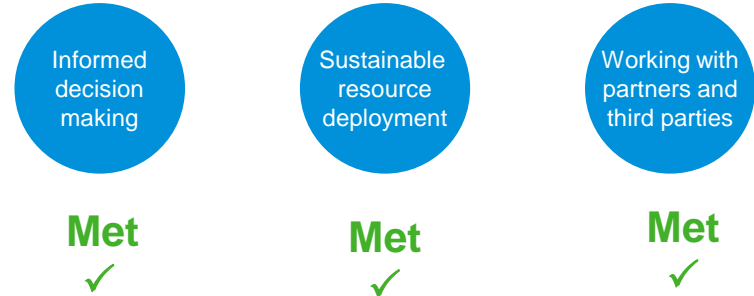 Informed
decision
making
Sustainable
resource
deployment
Working with
partners and
third parties
Met
✓
Met
✓
Met
✓